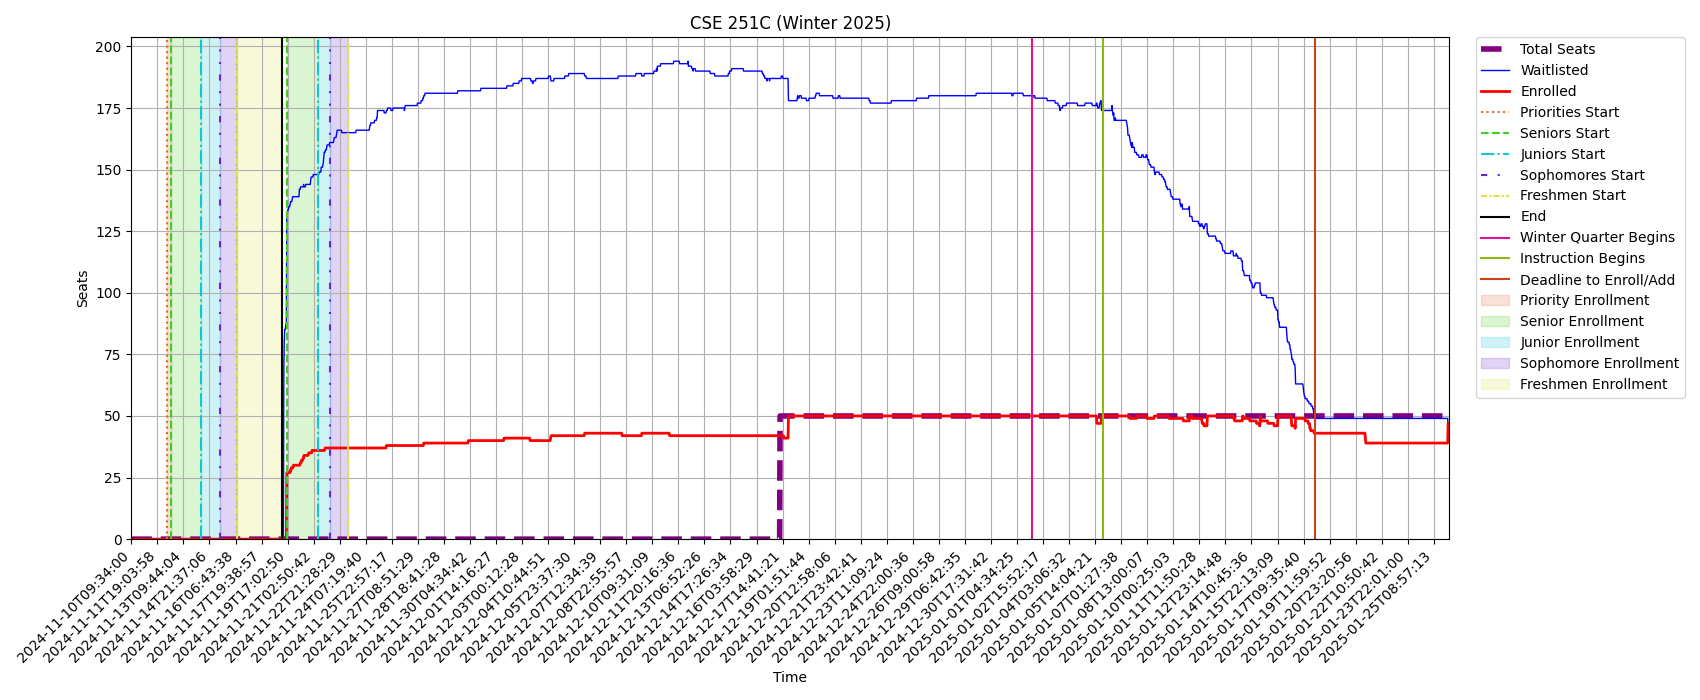 CSE 251C (Winter 2025)
Seats
200
175
150
125
100
75
50
25
0
2024-11-10T09:34:00
2024-11-11T19:03:58
2024-11-13T09:44:04
2024-11-14T21:37:06
2024-11-16T06:43:38
2024-11-17T19:38:57
2024-11-19T17:02:50
2024-11-21T02:50:42
2024-11-22T21:28:29
2024-11-24T07:19:40
2024-11-25T22:57:17
2024-11-27T08:51:29
2024-11-28T18:41:28
2024-11-30T04:34:42
2024-12-01T14:16:27
2024-12-03T00:12:28
2024-12-04T10:44:51
2024-12-05T23:37:30
2024-12-07T12:34:39
2024-12-08T22:55:57
2024-12-10T09:31:09
2024-12-11T20:16:36
2024-12-13T06:52:26
2024-12-14T17:26:34
2024-12-16T03:58:29
2024-12-17T14:41:21
2024-12-19T01:51:44
2024-12-20T12:58:06
2024-12-21T23:42:41
2024-12-23T11:09:24
2024-12-24T22:00:36
2024-12-26T09:00:58
2024-12-29T06:42:35
2024-12-30T17:31:42
2025-01-01T04:34:25
2025-01-02T15:52:17
2025-01-04T03:06:32
2025-01-05T14:04:21
2025-01-07T01:27:38
2025-01-08T13:00:07
2025-01-10T00:25:03
2025-01-11T11:50:28
2025-01-12T23:14:48
2025-01-14T10:45:36
2025-01-15T22:13:09
2025-01-17T09:35:40
2025-01-19T11:59:52
2025-01-20T23:20:56
2025-01-22T10:50:42
2025-01-23T22:01:00
2025-01-25T08:57:13
Time
Total Seats
Waitlisted
Enrolled
Priorities Start
Seniors Start
Juniors Start
Sophomores Start
Freshmen Start
End
Winter Quarter Begins
Instruction Begins
Deadline to Enroll/Add
Priority Enrollment
Senior Enrollment
Junior Enrollment
Sophomore Enrollment
Freshmen Enrollment